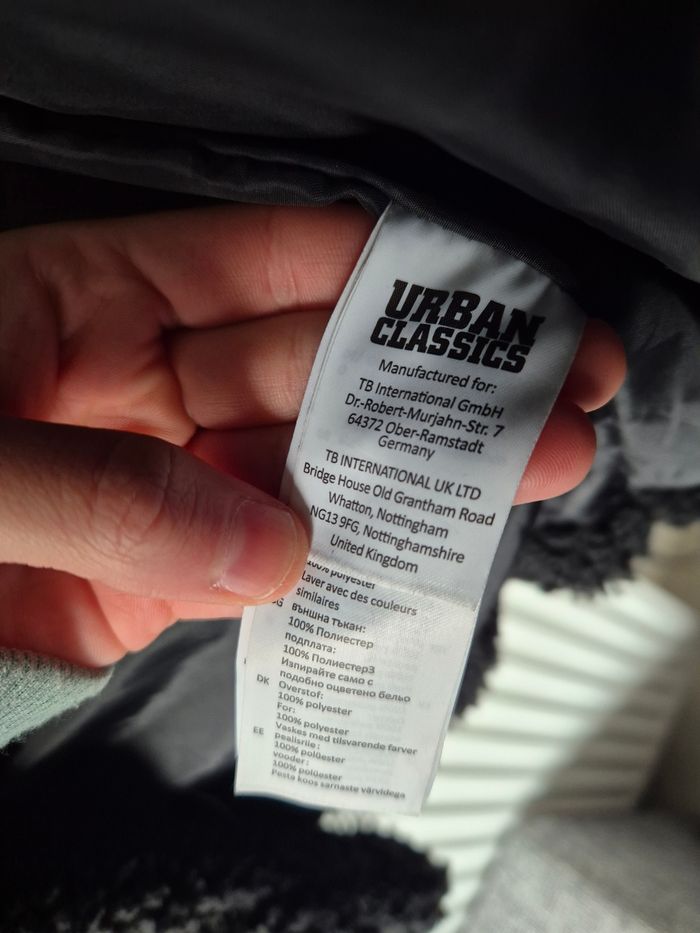 URBAN
CLASSICS
Manufactured for:
TB International GmbH
Dr.-Robert-Murjahn-Str. 7
64372 Ober-Ramstadt
Germany
TB INTERNATIONAL UK LTD
Bridge House Old Grantham Road
Whatton, Nottingham
NG13 9FG, Nottinghamshire
United Kingdom
100% polyester
Laver avec des couleurs
similaires
външна тъкан:
100% Полиестер
подплата:
100% Полиестер3
Изпирайте само с
подобно оцветено бельо
DK Overstof:
100% polyester
For:
100% polyester
Vaskes med tilsvarende farver
EE pealisriie:
100% polüester
vooder:
100% polüester
Pesta koos sarnaste värvidega